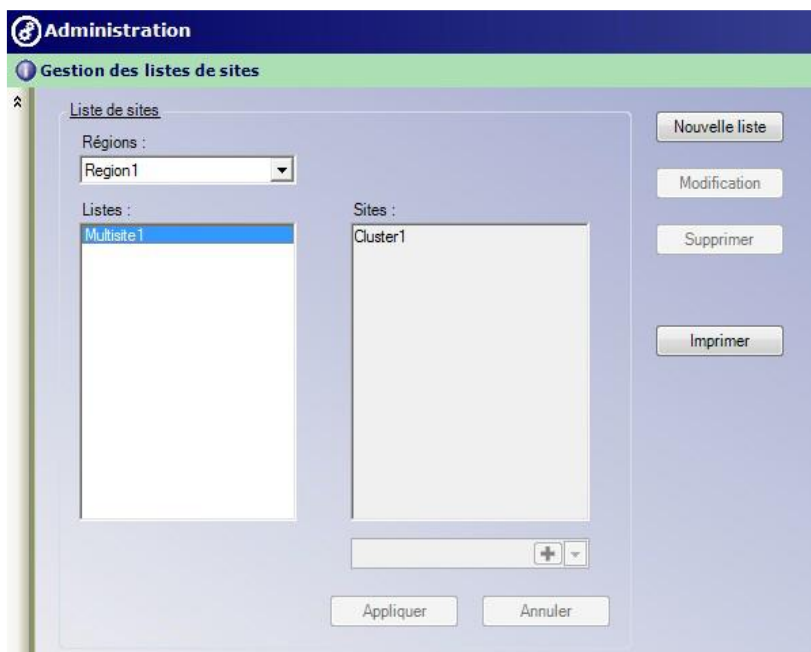 Administration
Gestion des listes de sites
Liste de sites
Régions :
Region1
Listes :
Multisite1
Sites :
Cluster1
Appliquer
Annuler
Nouvelle liste
Modification
Supprimer
Imprimer